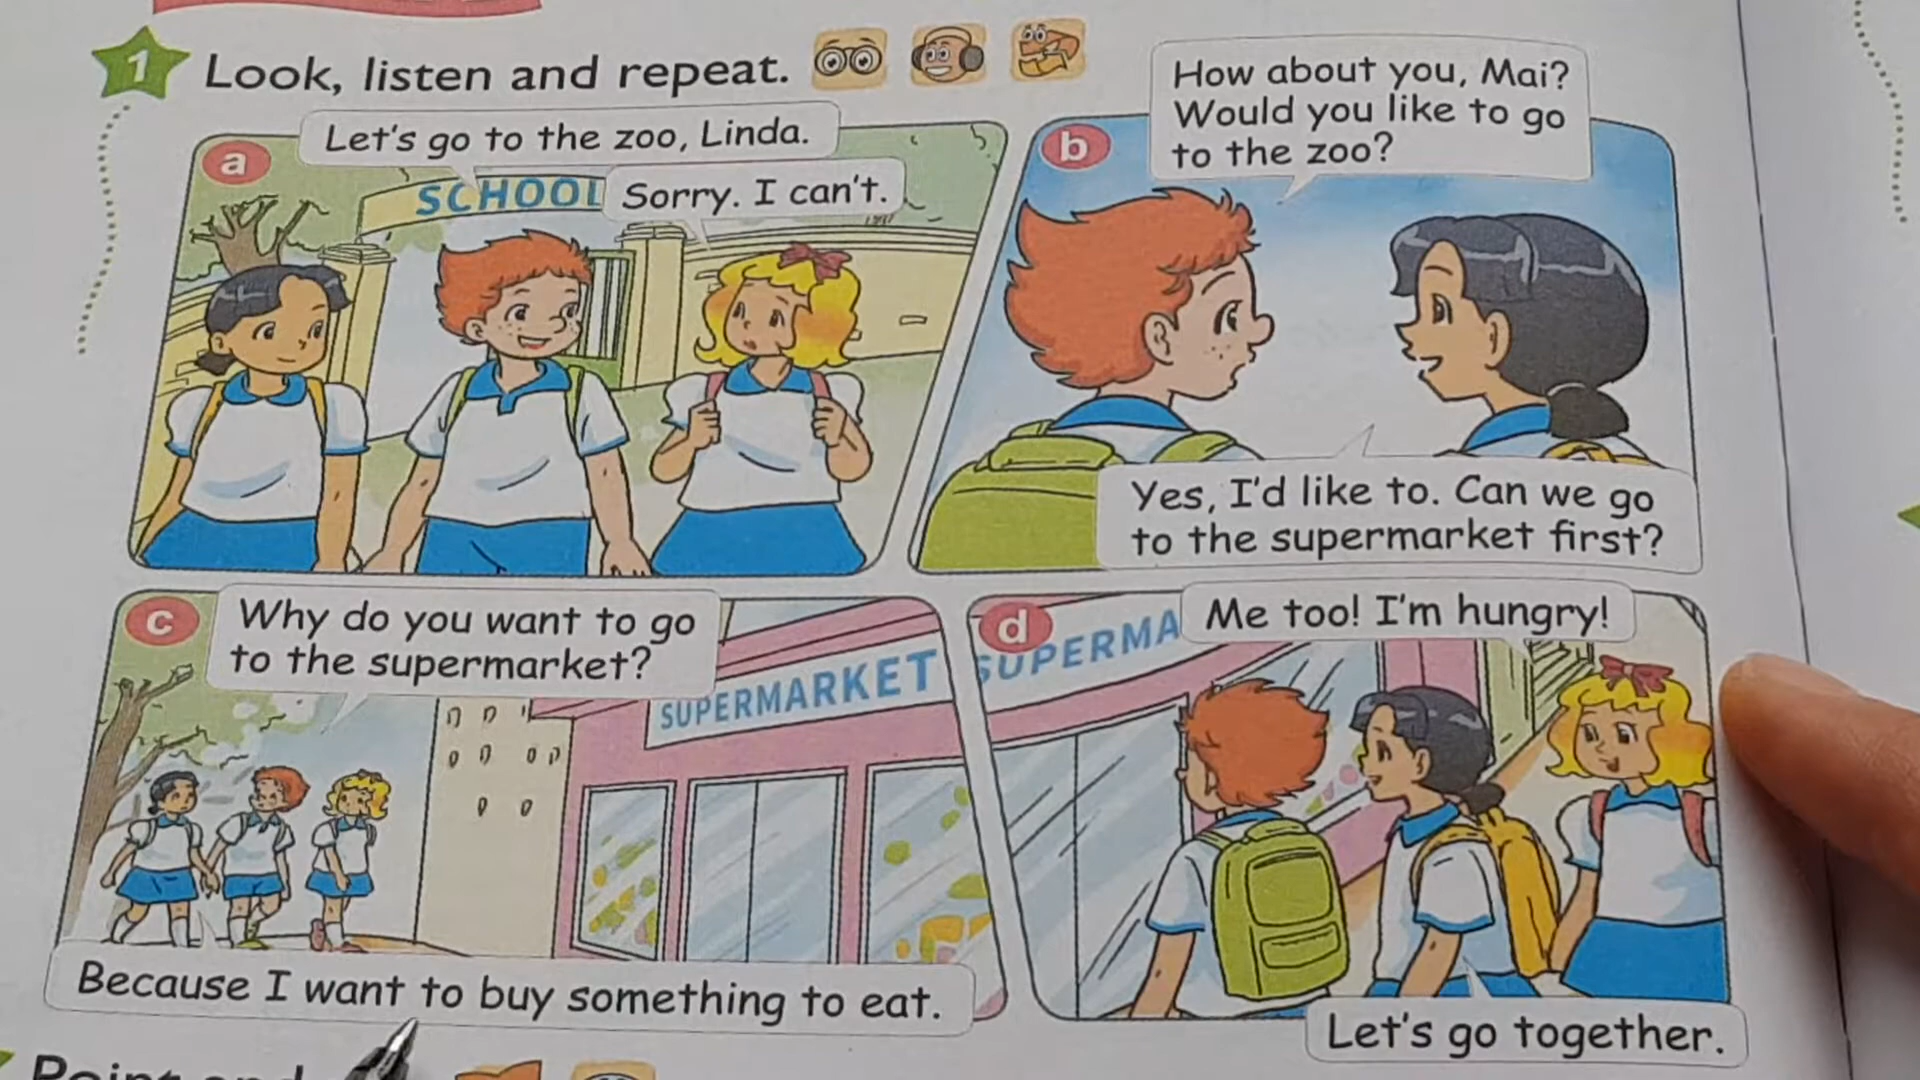 1 Look, listen and repeat.
a
Let's go to the zoo, Linda.
SCHOOL
Sorry. I can't.
b
How about you, Mai?
Would you like to go
to the zoo?
Yes, I'd like to. Can we go
to the supermarket first?
c
Why do you want to go
to the supermarket?
SUPERMARKET
Because I want to buy something to eat.
d
SUPERMA
Me too! I'm hungry!
Let's go together.
Point and